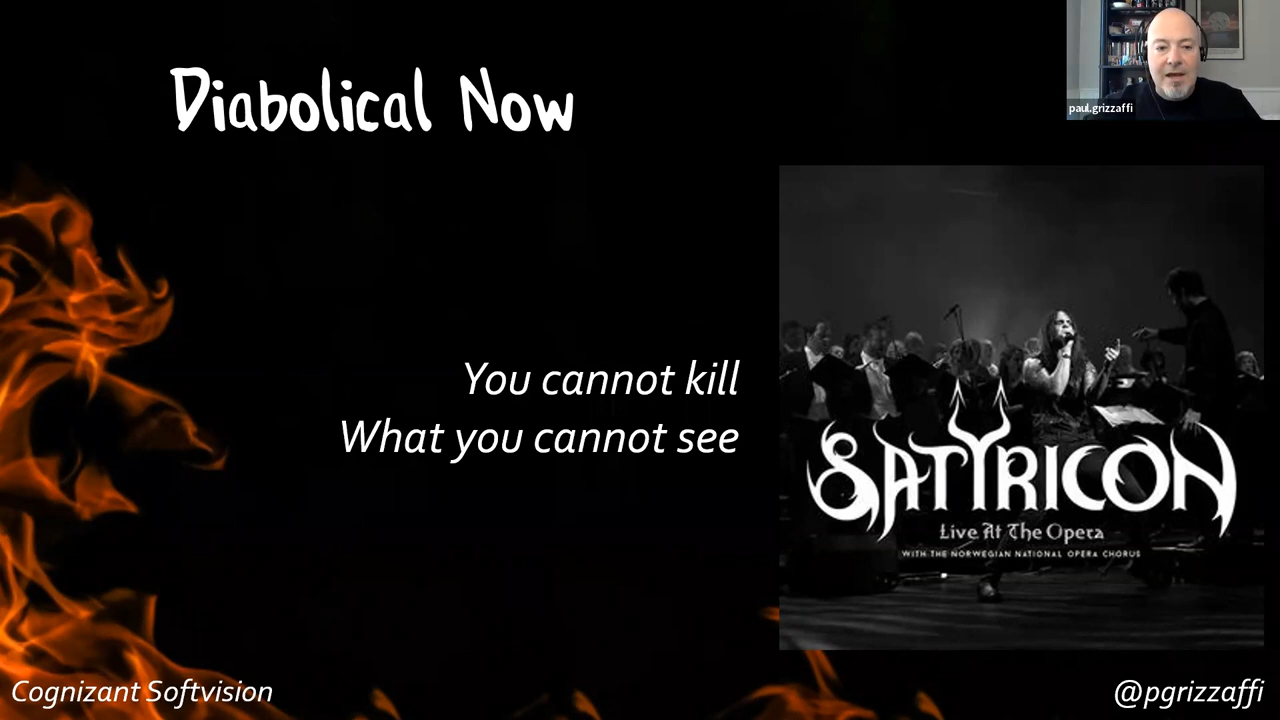 Diabolical Now
paul.grizzaffi
You cannot kill
What you cannot see
SATYRICON
Live At The Opera
WITH THE NORWEGIAN NATIONAL OPERA CHORUS
Cognizant Softvision
@pgrizzaffi